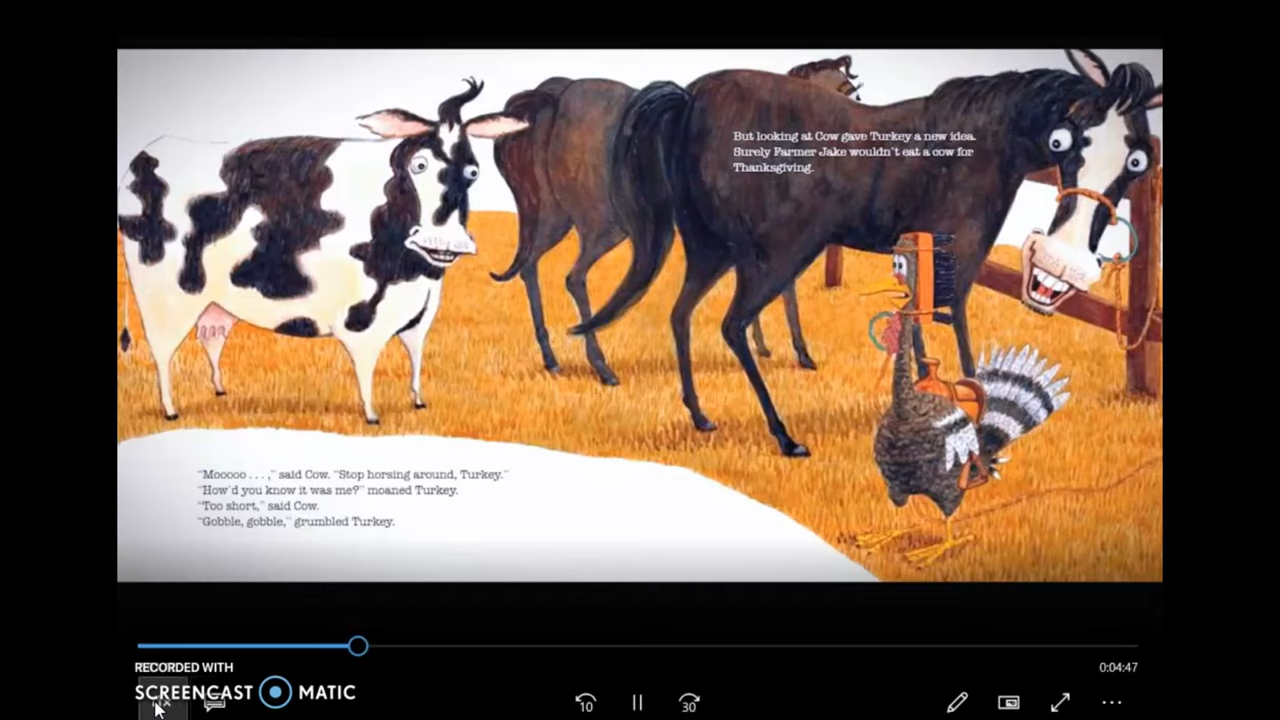 But looking at Cow gave Turkey a new idea.
Surely Farmer Jake wouldn't eat a cow for
Thanksgiving.
"Mooooo . . . ," said Cow. "Stop horsing around, Turkey."
"How'd you know it was me?" moaned Turkey.
"Too short," said Cow.
"Gobble, gobble," grumbled Turkey.
0:04:47
RECORDED WITH
SCREENCAST MATIC
10
30